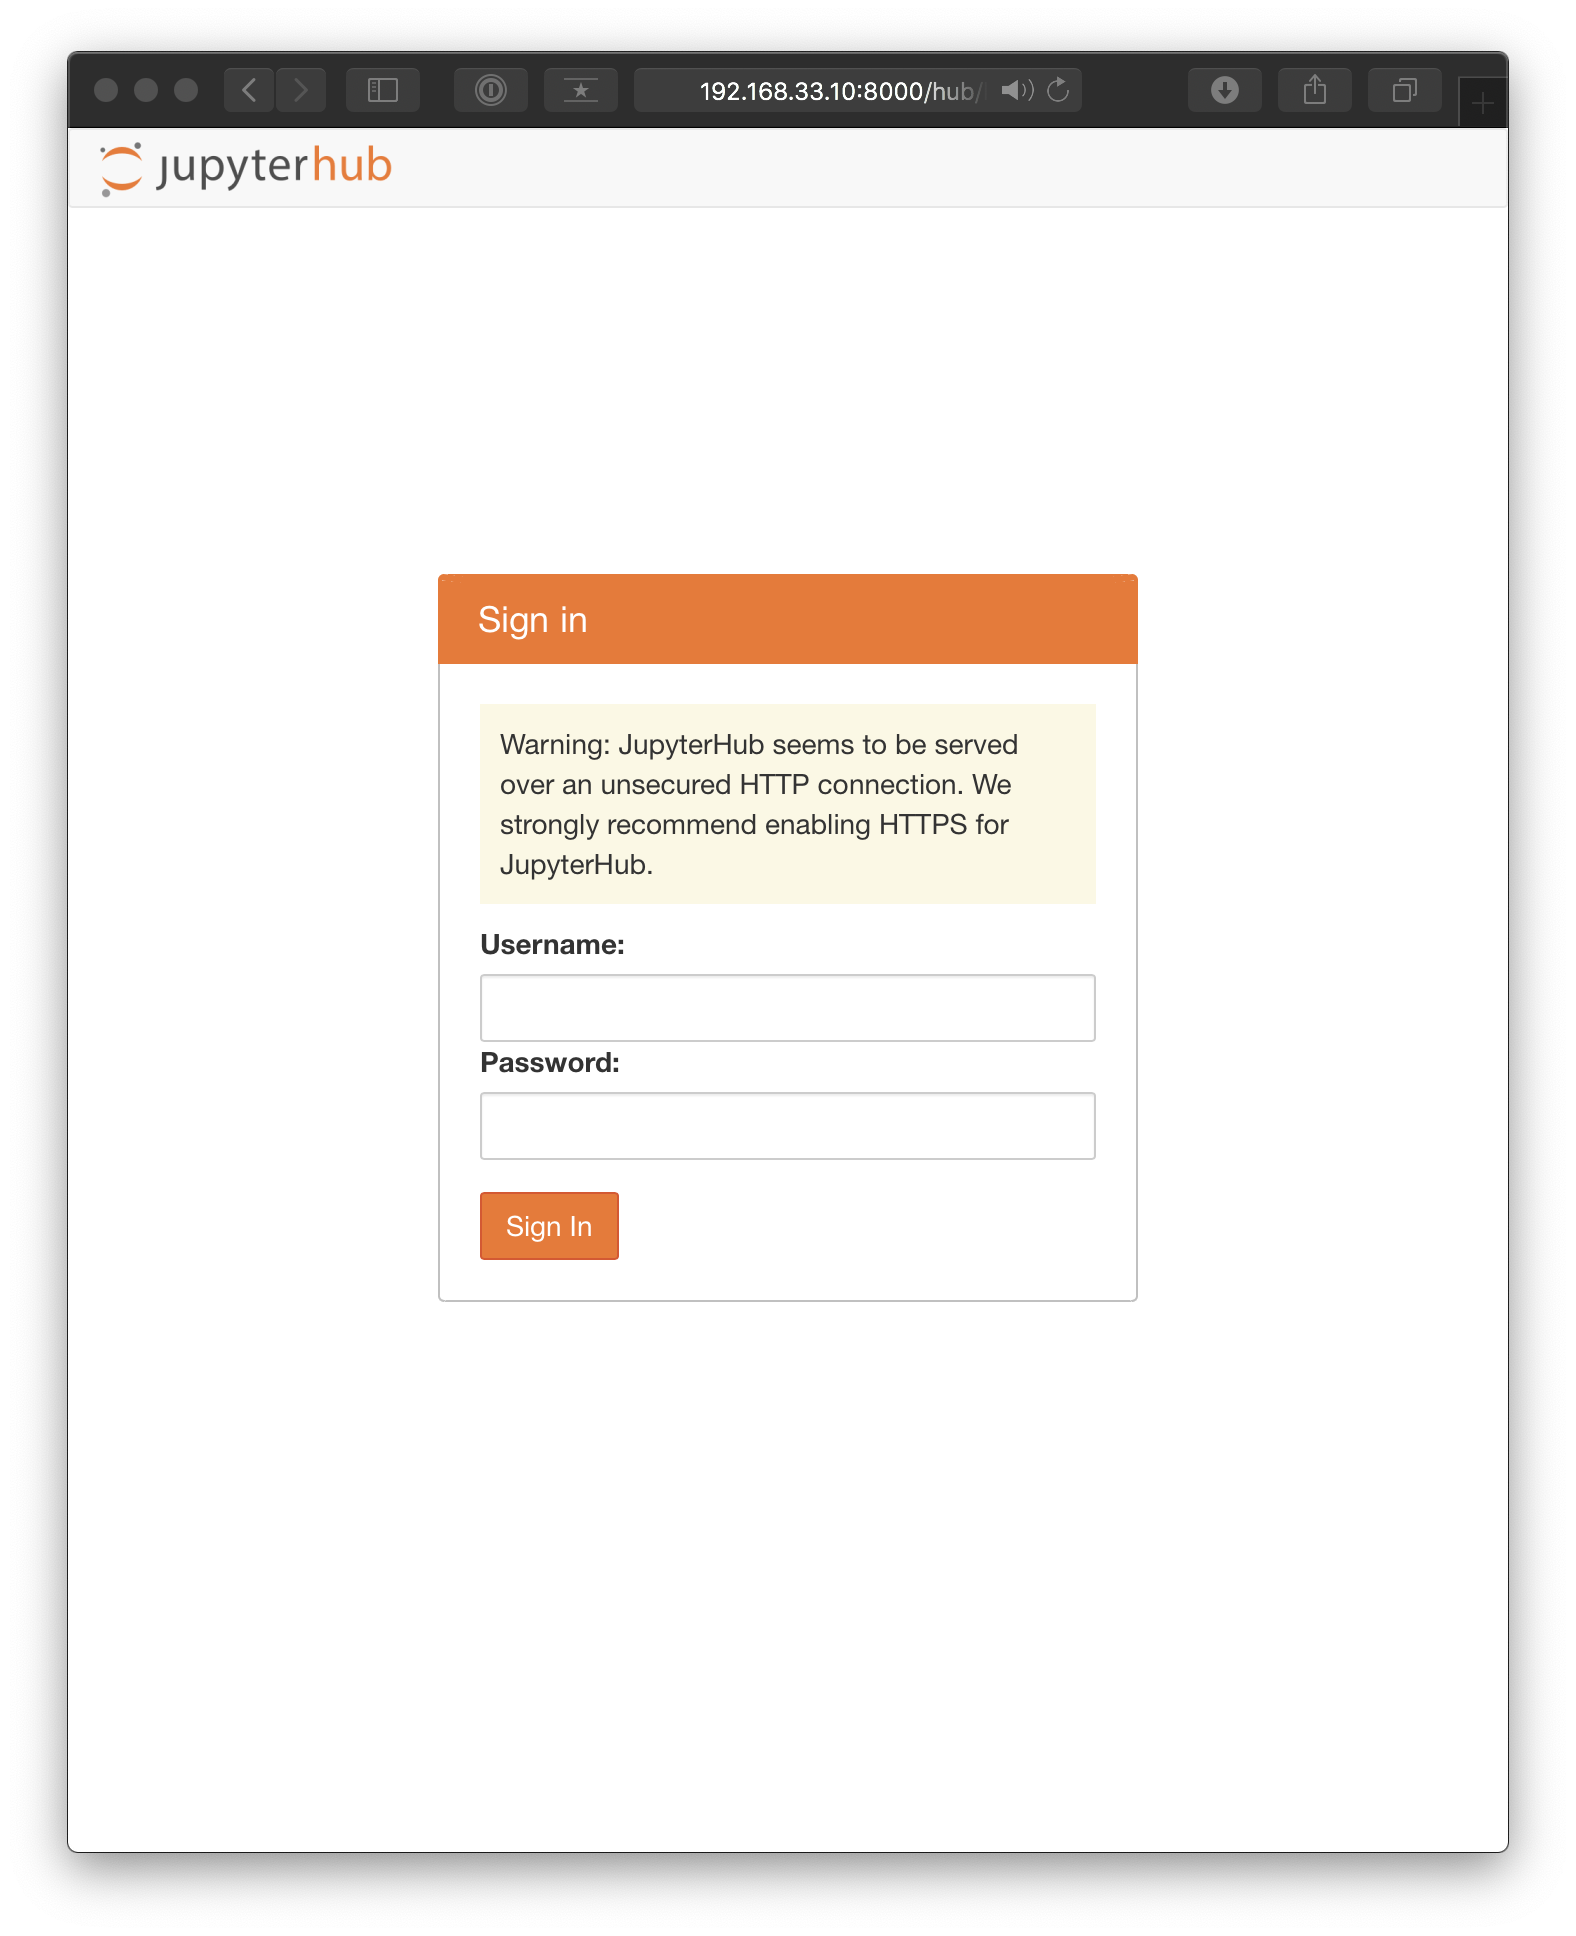 192.168.33.10:8000/hub/
jupyterhub
Sign in
Warning: JupyterHub seems to be served
over an unsecured HTTP connection. We
strongly recommend enabling HTTPS for
JupyterHub.
Username:
Password:
Sign In